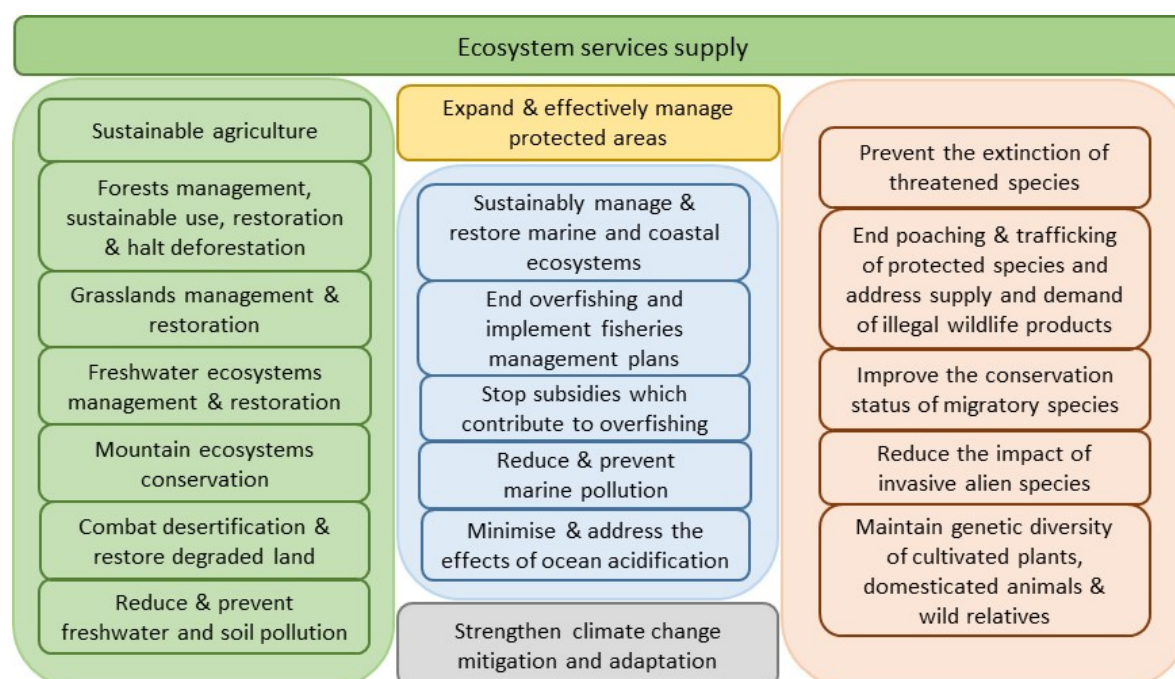 Ecosystem services supply
Sustainable agriculture
Forests management,
sustainable use, restoration
& halt deforestation
Grasslands management &
restoration
Freshwater ecosystems
management & restoration
Mountain ecosystems
conservation
Combat desertification &
restore degraded land
Reduce & prevent
freshwater and soil pollution
Expand & effectively manage
protected areas
Sustainably manage &
restore marine and coastal
ecosystems
End overfishing and
implement fisheries
management plans
Stop subsidies which
contribute to overfishing
Reduce & prevent
marine pollution
Minimise & address the
effects of ocean acidification
Strengthen climate change
mitigation and adaptation
Prevent the extinction of
threatened species
End poaching & trafficking
of protected species and
address supply and demand
of illegal wildlife products
Improve the conservation
status of migratory species
Reduce the impact of
invasive alien species
Maintain genetic diversity
of cultivated plants,
domesticated animals &
wild relatives